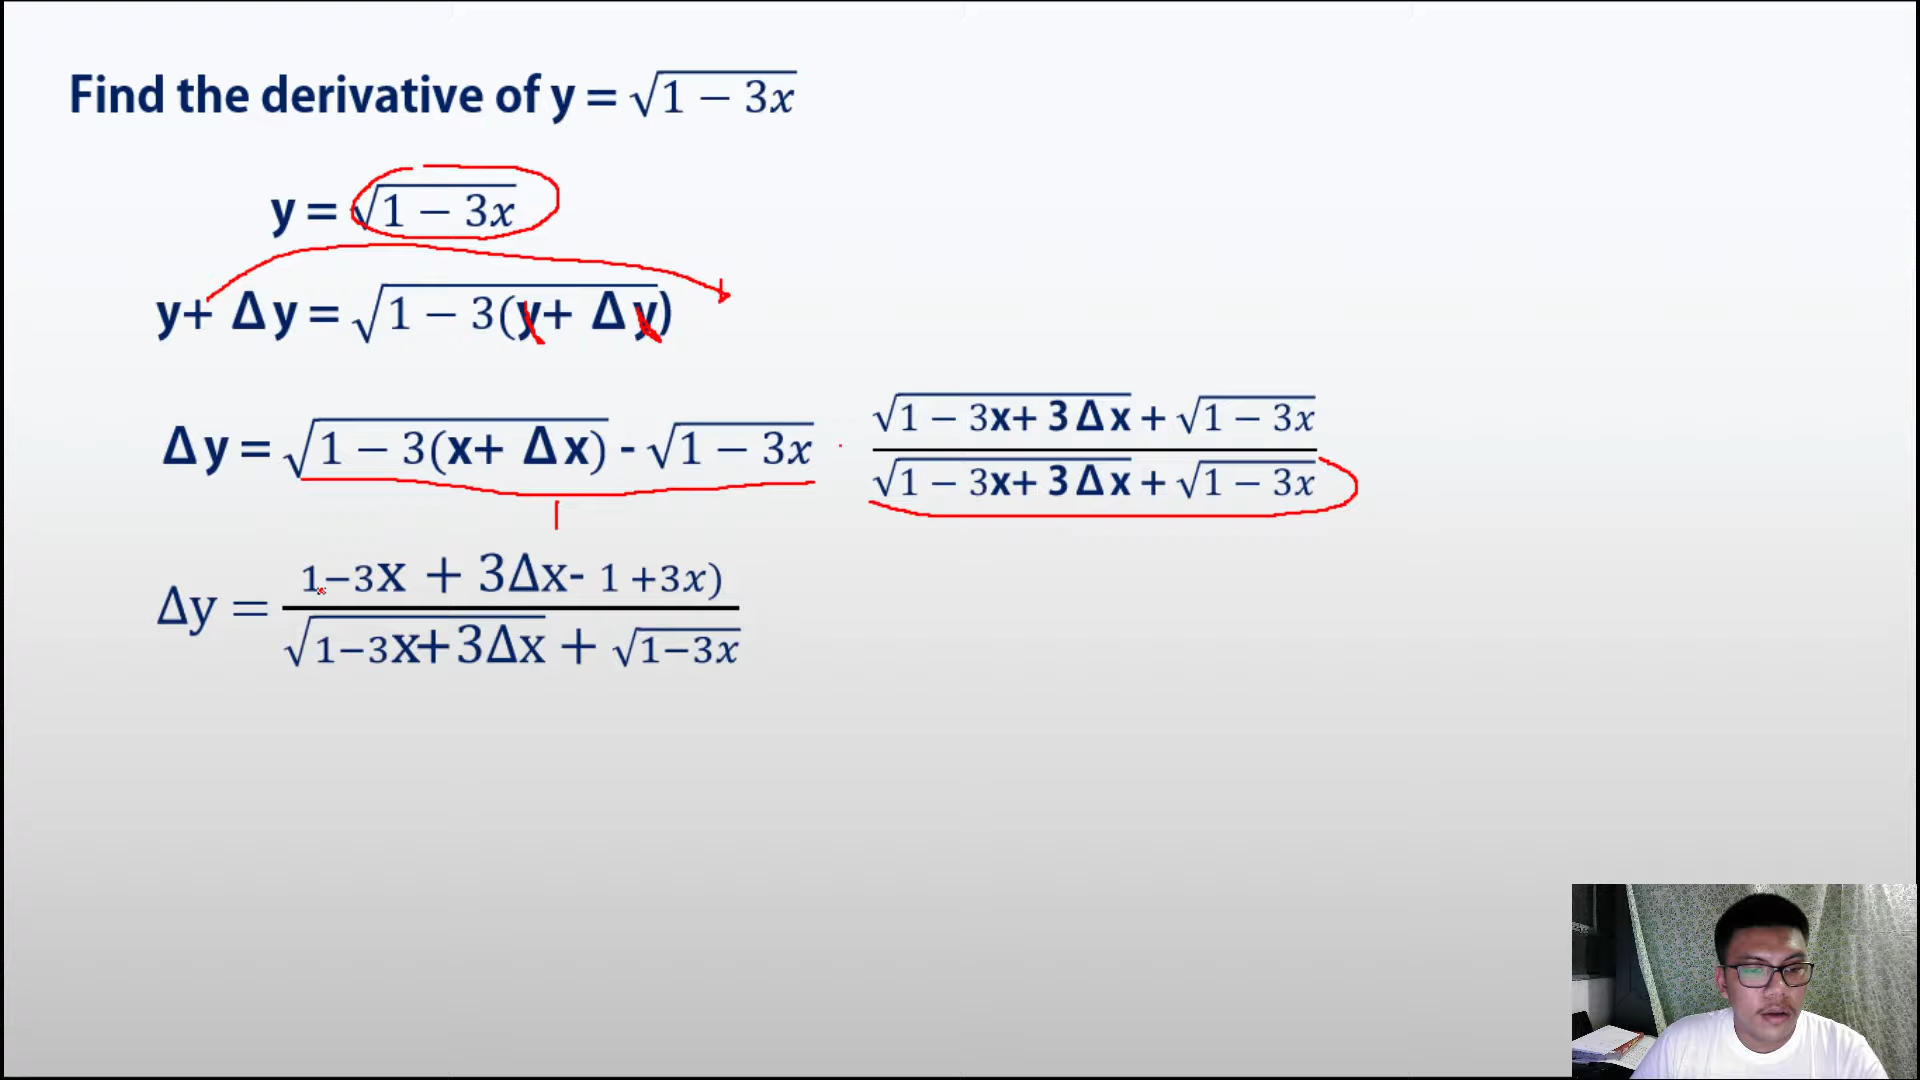 Find the derivative of y = √1 − 3x
y = √1 − 3x
y+ Δy = √1 − 3(y+ Δy)
Δy = √1 − 3(x+ Δx) - √1 − 3x · √1 − 3x+ 3Δx + √1 − 3x
√1 − 3x+ 3Δx + √1 − 3x
Δy = 1−3x + 3Δx- 1 +3x)
√1−3x+3Δx + √1−3x